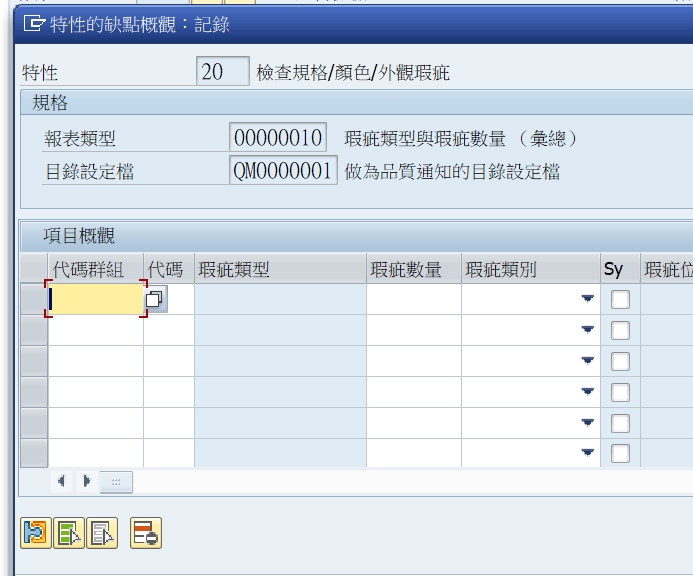 特性的缺點概觀：記錄
特性 20 檢查規格/顏色/外觀瑕疵
規格
報表類型 00000010 瑕疵類型與瑕疵數量 （彙總）
目錄設定檔 QM0000001 做為品質通知的目錄設定檔
項目概觀
代碼群組 代碼 瑕疵類型 瑕疵數量 瑕疵類別 Sy 瑕疵位